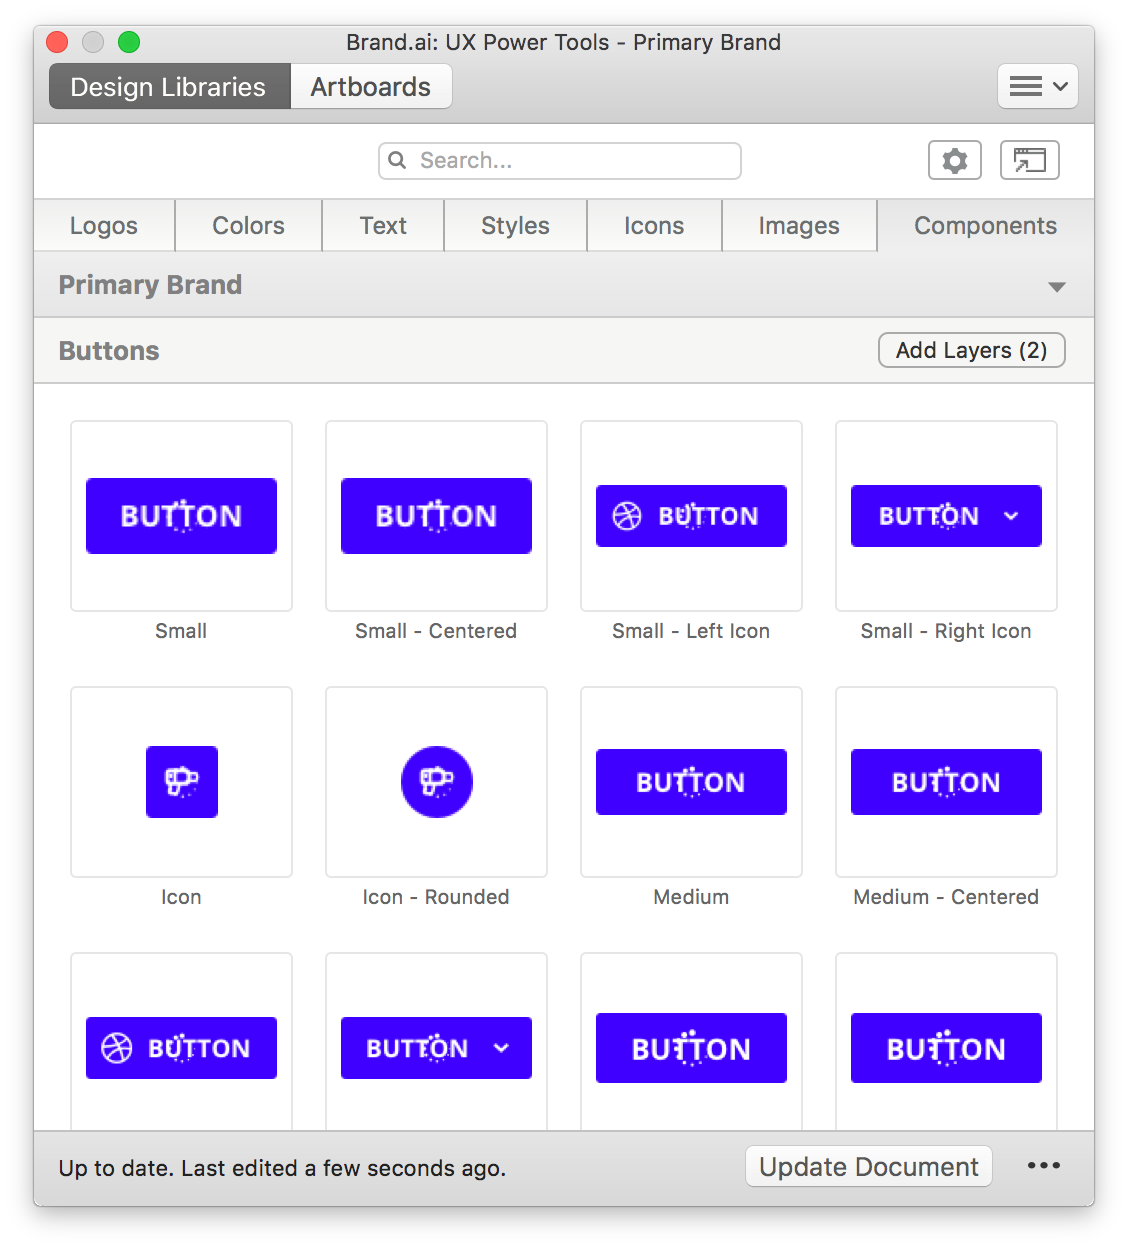 Brand.ai: UX Power Tools - Primary Brand
Design Libraries Artboards
Search...
Logos Colors Text Styles Icons Images Components
Primary Brand
Buttons Add Layers (2)
BUTTON BUTTON BUTTON BUTTON
Small Small - Centered Small - Left Icon Small - Right Icon
BUTTON BUTTON
Icon Icon - Rounded Medium Medium - Centered
BUTTON BUTTON BUTTON BUTTON
Up to date. Last edited a few seconds ago. Update Document